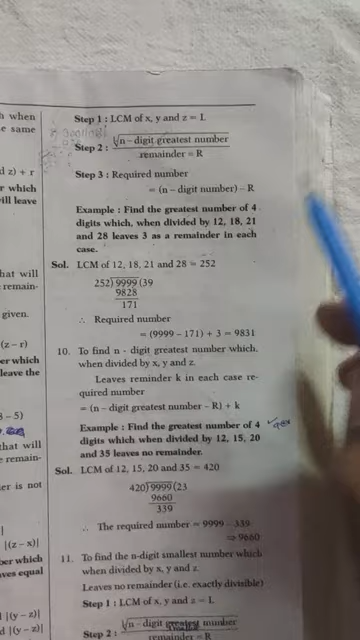 h when
e same
d z) + r
r which
ill leave
hat will
remain-
given.
(z – r)
er which
leave the
3 – 5)
that will
e remain-
er is not
|(z – x)|
ber which
ves equal
|(y – z)|
d |(y – z)|
Step 1 : LCM of x, y and z = L
Step 2 : L)n – digit greatest number
remainder = R
Step 3 : Required number
= (n – digit number) – R
Example : Find the greatest number of 4
digits which, when divided by 12, 18, 21
and 28 leaves 3 as a remainder in each
case.
Sol. LCM of 12, 18, 21 and 28 = 252
252)9999(39
9828
171
∴ Required number
= (9999 – 171) + 3 = 9831
10. To find n - digit greatest number which,
when divided by x, y and z.
Leaves reminder k in each case re-
quired number
= (n – digit greatest number – R) + k
Example : Find the greatest number of 4
digits which when divided by 12, 15, 20
and 35 leaves no remainder.
Sol. LCM of 12, 15, 20 and 35 = 420
420)9999(23
9660
339
∴ The required number = 9999 – 339
⇒ 9660
11. To find the n-digit smallest number which
when divided by x, y and z.
Leaves no remainder (i.e. exactly divisible)
Step 1 : LCM of x, y and z = L
Step 2 : L)n – digit greatest number
remainder = R